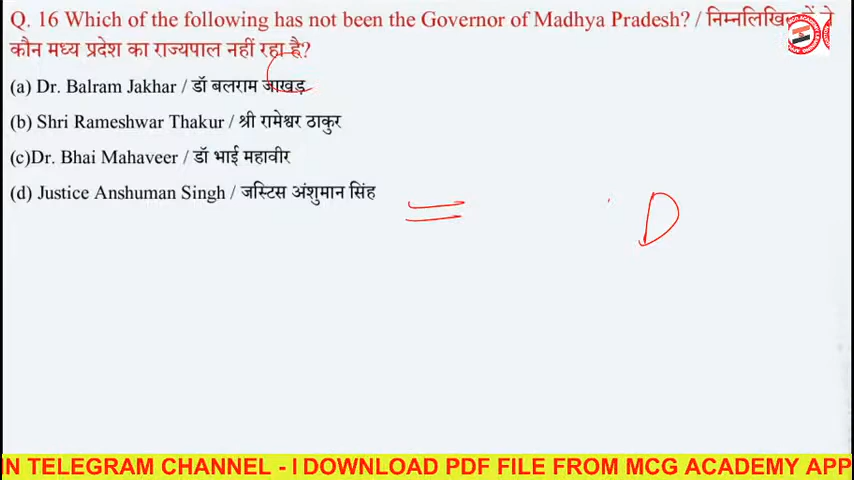 Q. 16 Which of the following has not been the Governor of Madhya Pradesh? / निम्नलिखित में से
कौन मध्य प्रदेश का राज्यपाल नहीं रहा है?
(a) Dr. Balram Jakhar / डॉ बलराम जाखड़
(b) Shri Rameshwar Thakur / श्री रामेश्वर ठाकुर
(c)Dr. Bhai Mahaveer / डॉ भाई महावीर
(d) Justice Anshuman Singh / जस्टिस अंशुमान सिंह
= D
IN TELEGRAM CHANNEL - I DOWNLOAD PDF FILE FROM MCG ACADEMY APP